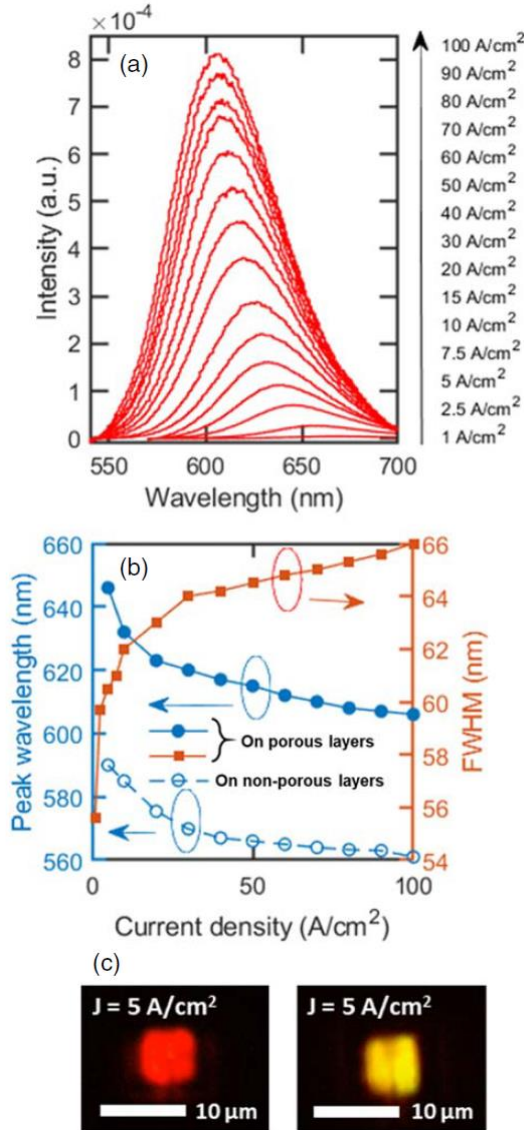 ×10⁻⁴
(a)
8
7
6
5
4
3
2
1
0
Intensity (a.u.)
540
600
650
700
Wavelength (nm)
100 A/cm²
90 A/cm²
80 A/cm²
70 A/cm²
60 A/cm²
50 A/cm²
40 A/cm²
30 A/cm²
20 A/cm²
15 A/cm²
10 A/cm²
7.5 A/cm²
5 A/cm²
2.5 A/cm²
1 A/cm²
(b)
660
640
620
600
580
560
Peak wavelength (nm)
66
64
62
60
58
56
54
FWHM (nm)
On porous layers
On non-porous layers
0
50
100
Current density (A/cm²)
(c)
J = 5 A/cm²
10 μm
J = 5 A/cm²
10 μm